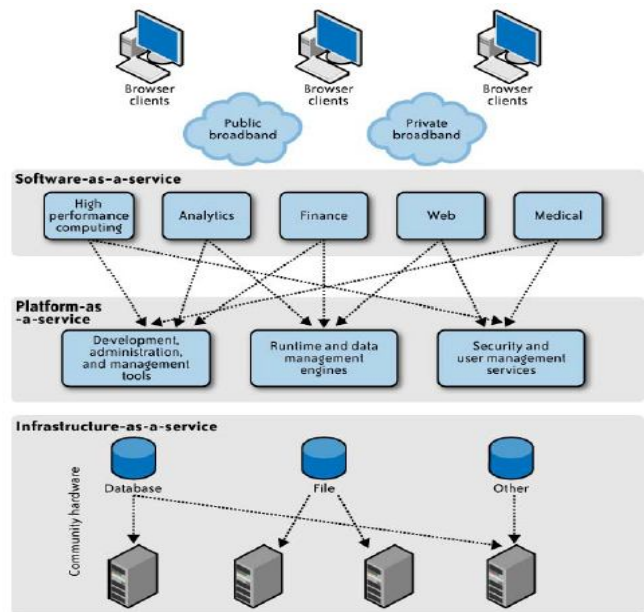 Browser
clients
Browser
clients
Browser
clients
Public
broadband
Private
broadband
Software-as-a-service
High
performance
computing
Analytics
Finance
Web
Medical
Platform-as
-a-service
Development,
administration,
and management
tools
Runtime and data
management
engines
Security and
user management
services
Infrastructure-as-a-service
Community hardware
Database
File
Other